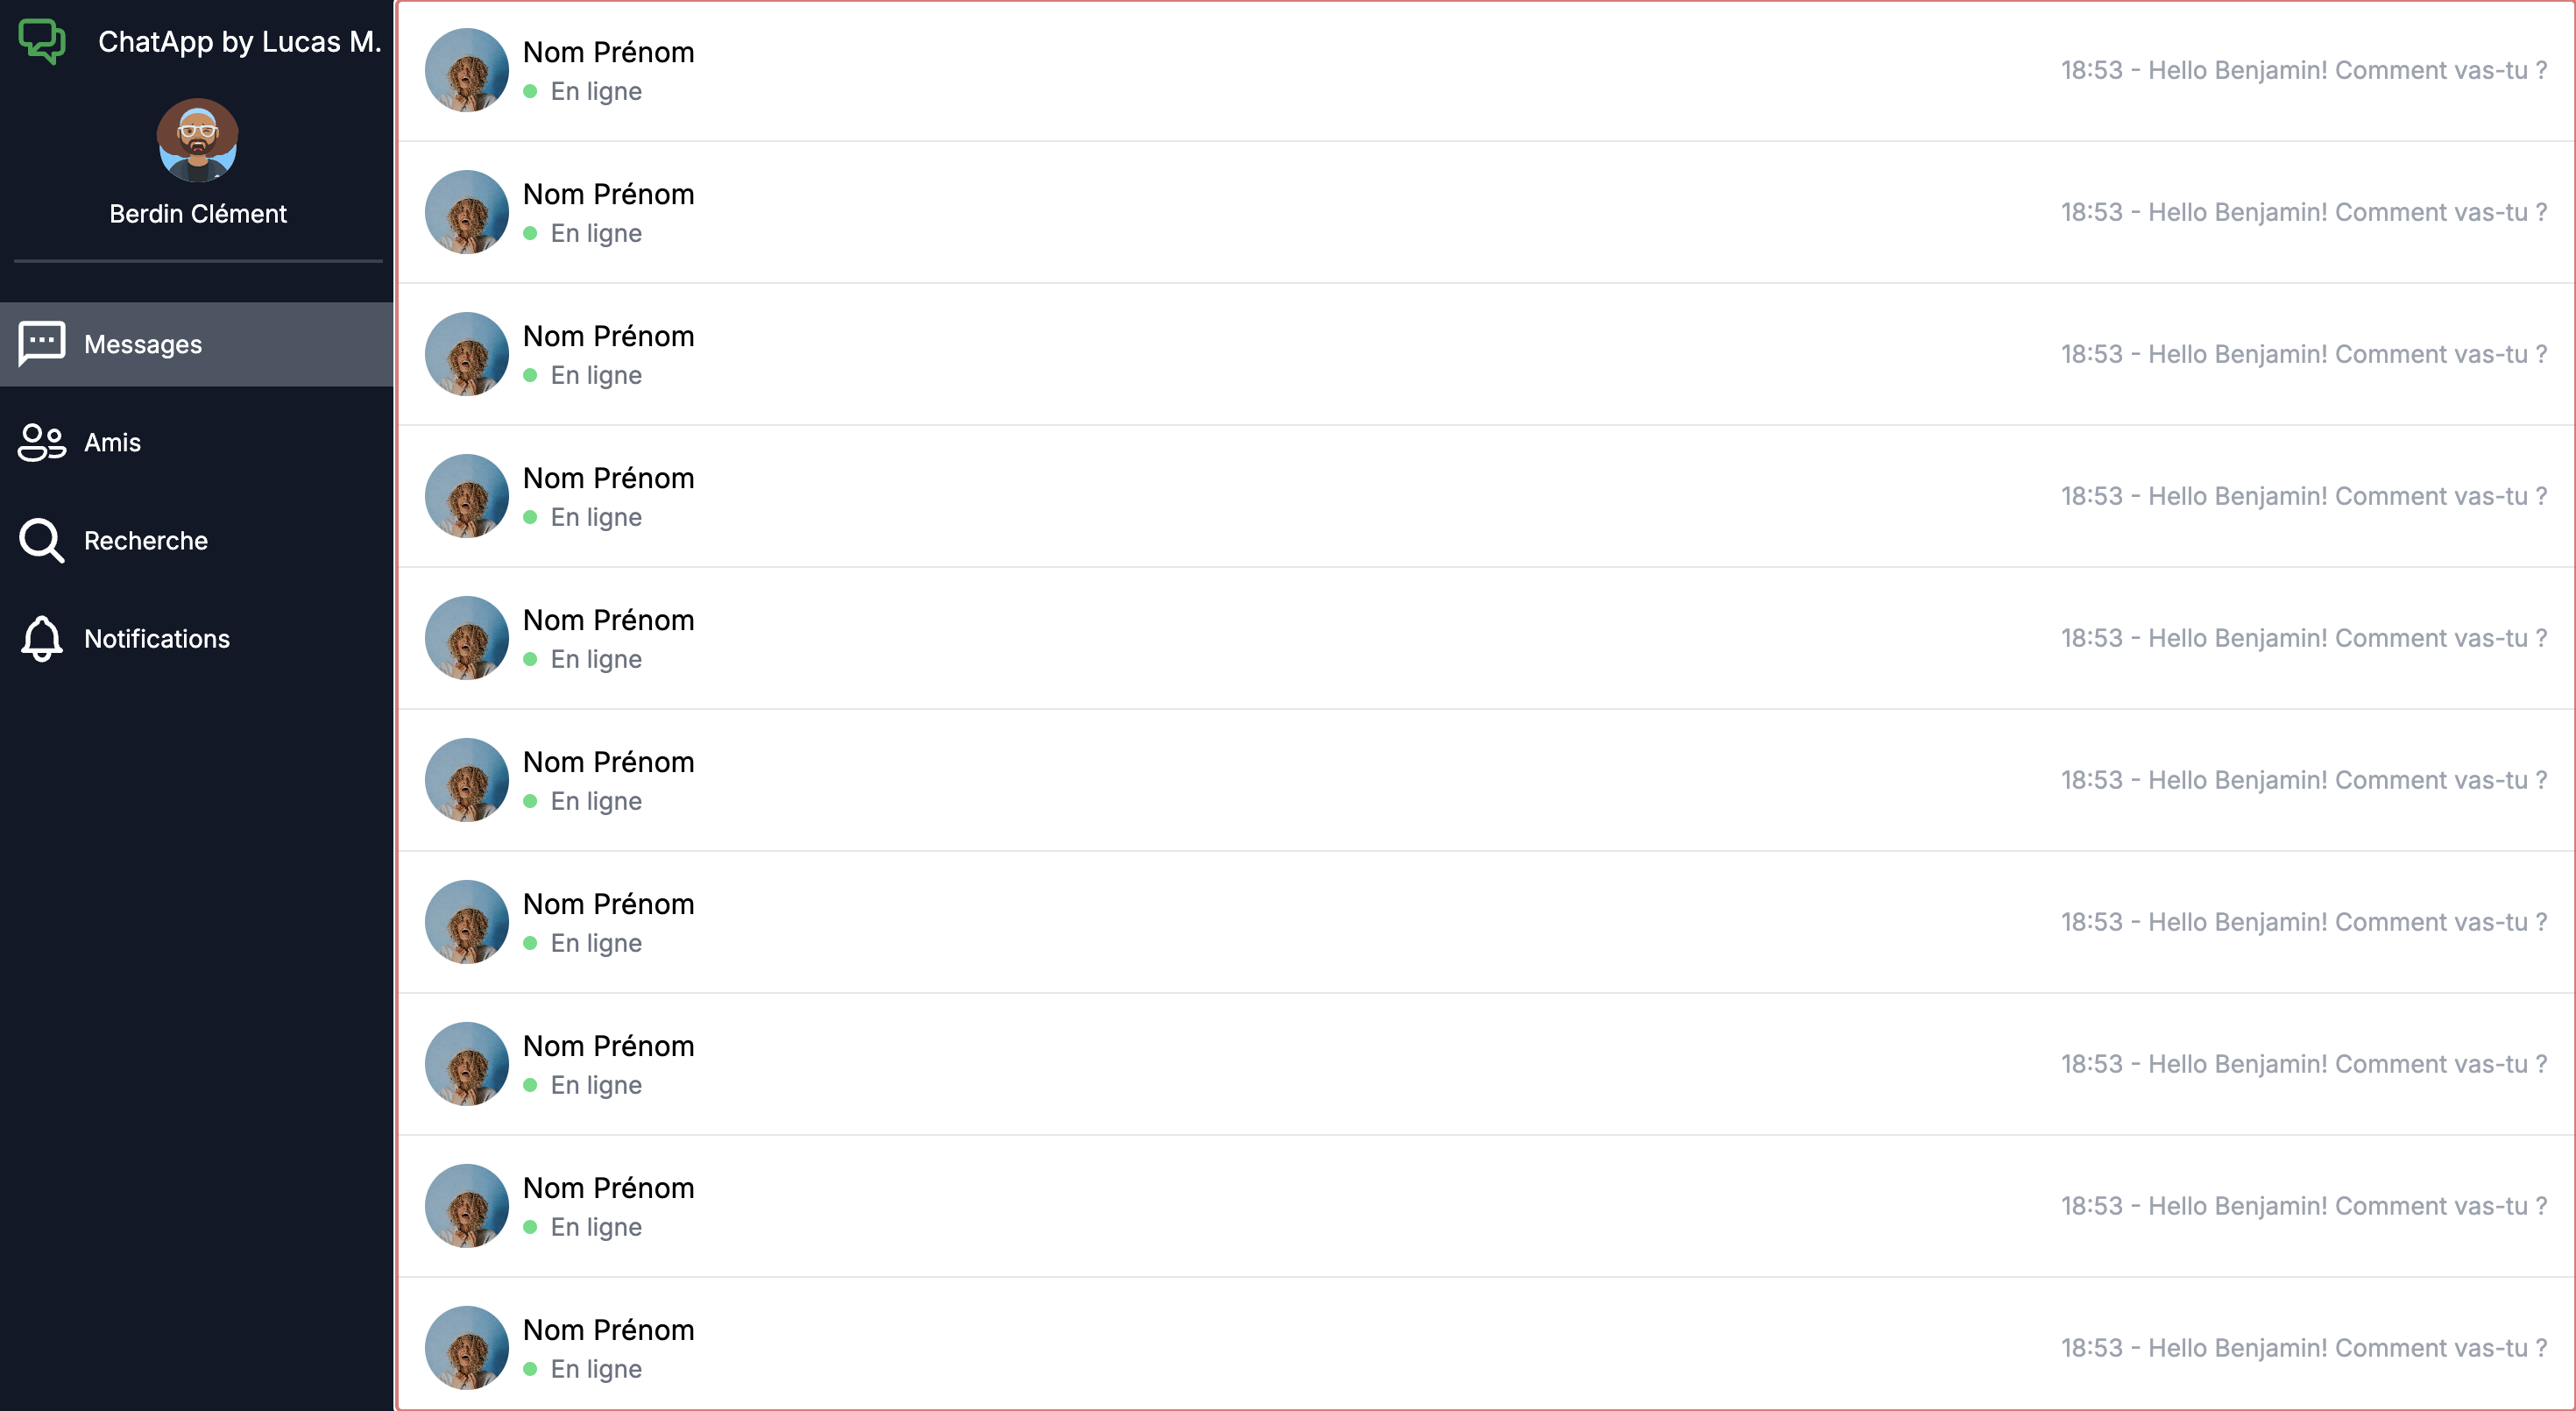 ChatApp by Lucas M.
Berdin Clément
Messages
Amis
Recherche
Notifications
Nom Prénom
En ligne
18:53 - Hello Benjamin! Comment vas-tu ?
Nom Prénom
En ligne
18:53 - Hello Benjamin! Comment vas-tu ?
Nom Prénom
En ligne
18:53 - Hello Benjamin! Comment vas-tu ?
Nom Prénom
En ligne
18:53 - Hello Benjamin! Comment vas-tu ?
Nom Prénom
En ligne
18:53 - Hello Benjamin! Comment vas-tu ?
Nom Prénom
En ligne
18:53 - Hello Benjamin! Comment vas-tu ?
Nom Prénom
En ligne
18:53 - Hello Benjamin! Comment vas-tu ?
Nom Prénom
En ligne
18:53 - Hello Benjamin! Comment vas-tu ?
Nom Prénom
En ligne
18:53 - Hello Benjamin! Comment vas-tu ?
Nom Prénom
En ligne
18:53 - Hello Benjamin! Comment vas-tu ?